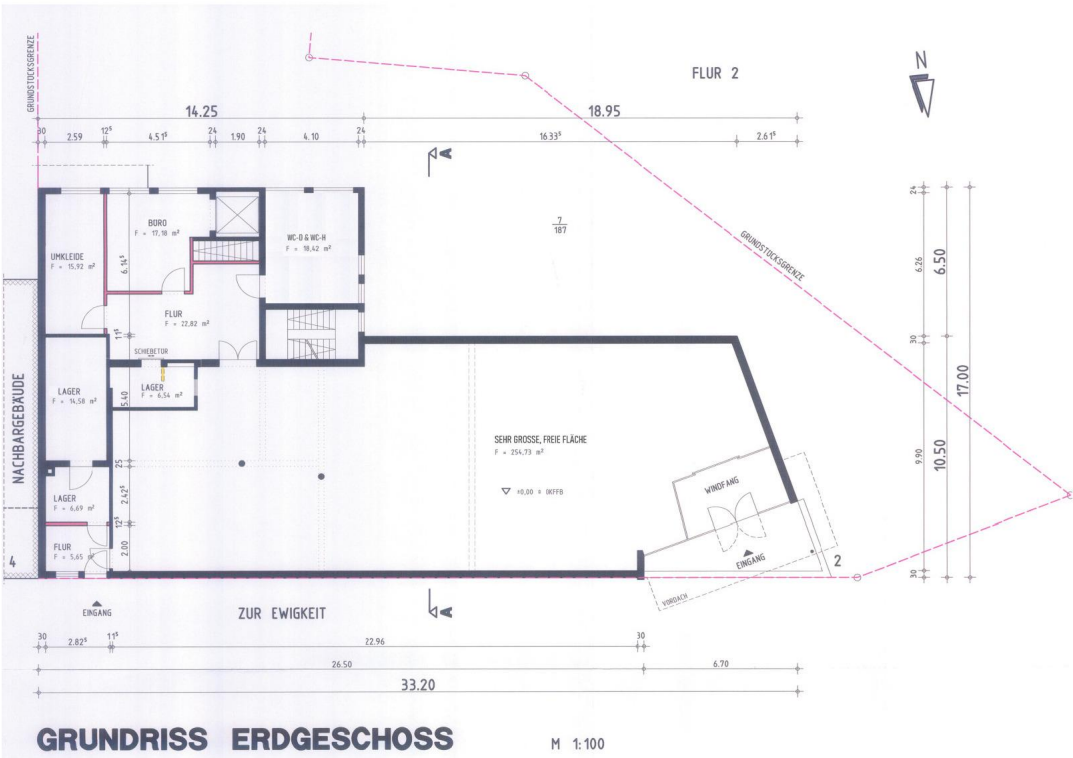 GRUNDSTOCKSGRENZE
FLUR 2
N
14.25
18.95
30
2.59
12⁵
4.51⁵
24
1.90
24
4.10
24
16.33⁵
2.61⁵
A
7
187
BÜRO
F = 17,18 m²
WC-D & WC-H
F = 18,42 m²
UMKLEIDE
F = 15,92 m²
6.14⁵
GRUNDSTOCKSGRENZE
24
6.26
6.50
FLUR
F = 22,82 m²
11⁵
SCHIEBETOR
30
30
17.00
NACHBARGEBÄUDE
LAGER
F = 14,58 m²
LAGER
F = 6,54 m²
5.40
SEHR GROSSE, FREIE FLÄCHE
F = 254,73 m²
±0,00 = OKFFB
9.90
10.50
25
WINDFANG
LAGER
F = 6,69 m²
2.42⁵
12⁵
FLUR
F = 5,65 m²
2.00
4
EINGANG
2
30
VORDACH
EINGANG
ZUR EWIGKEIT
A
30
2.82⁵
11⁵
22.96
30
26.50
6.70
33.20
GRUNDRISS ERDGESCHOSS
M 1:100